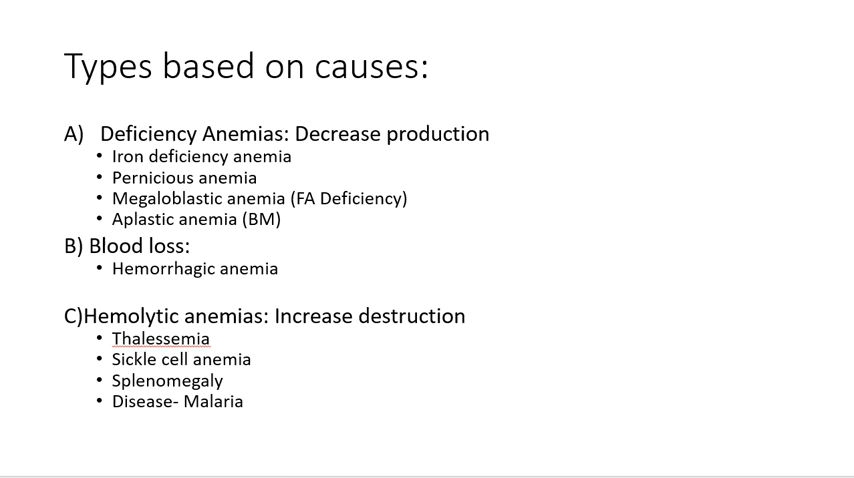 Types based on causes:
A) Deficiency Anemias: Decrease production
• Iron deficiency anemia
• Pernicious anemia
• Megaloblastic anemia (FA Deficiency)
• Aplastic anemia (BM)
B) Blood loss:
• Hemorrhagic anemia
C)Hemolytic anemias: Increase destruction
• Thalessemia
• Sickle cell anemia
• Splenomegaly
• Disease- Malaria